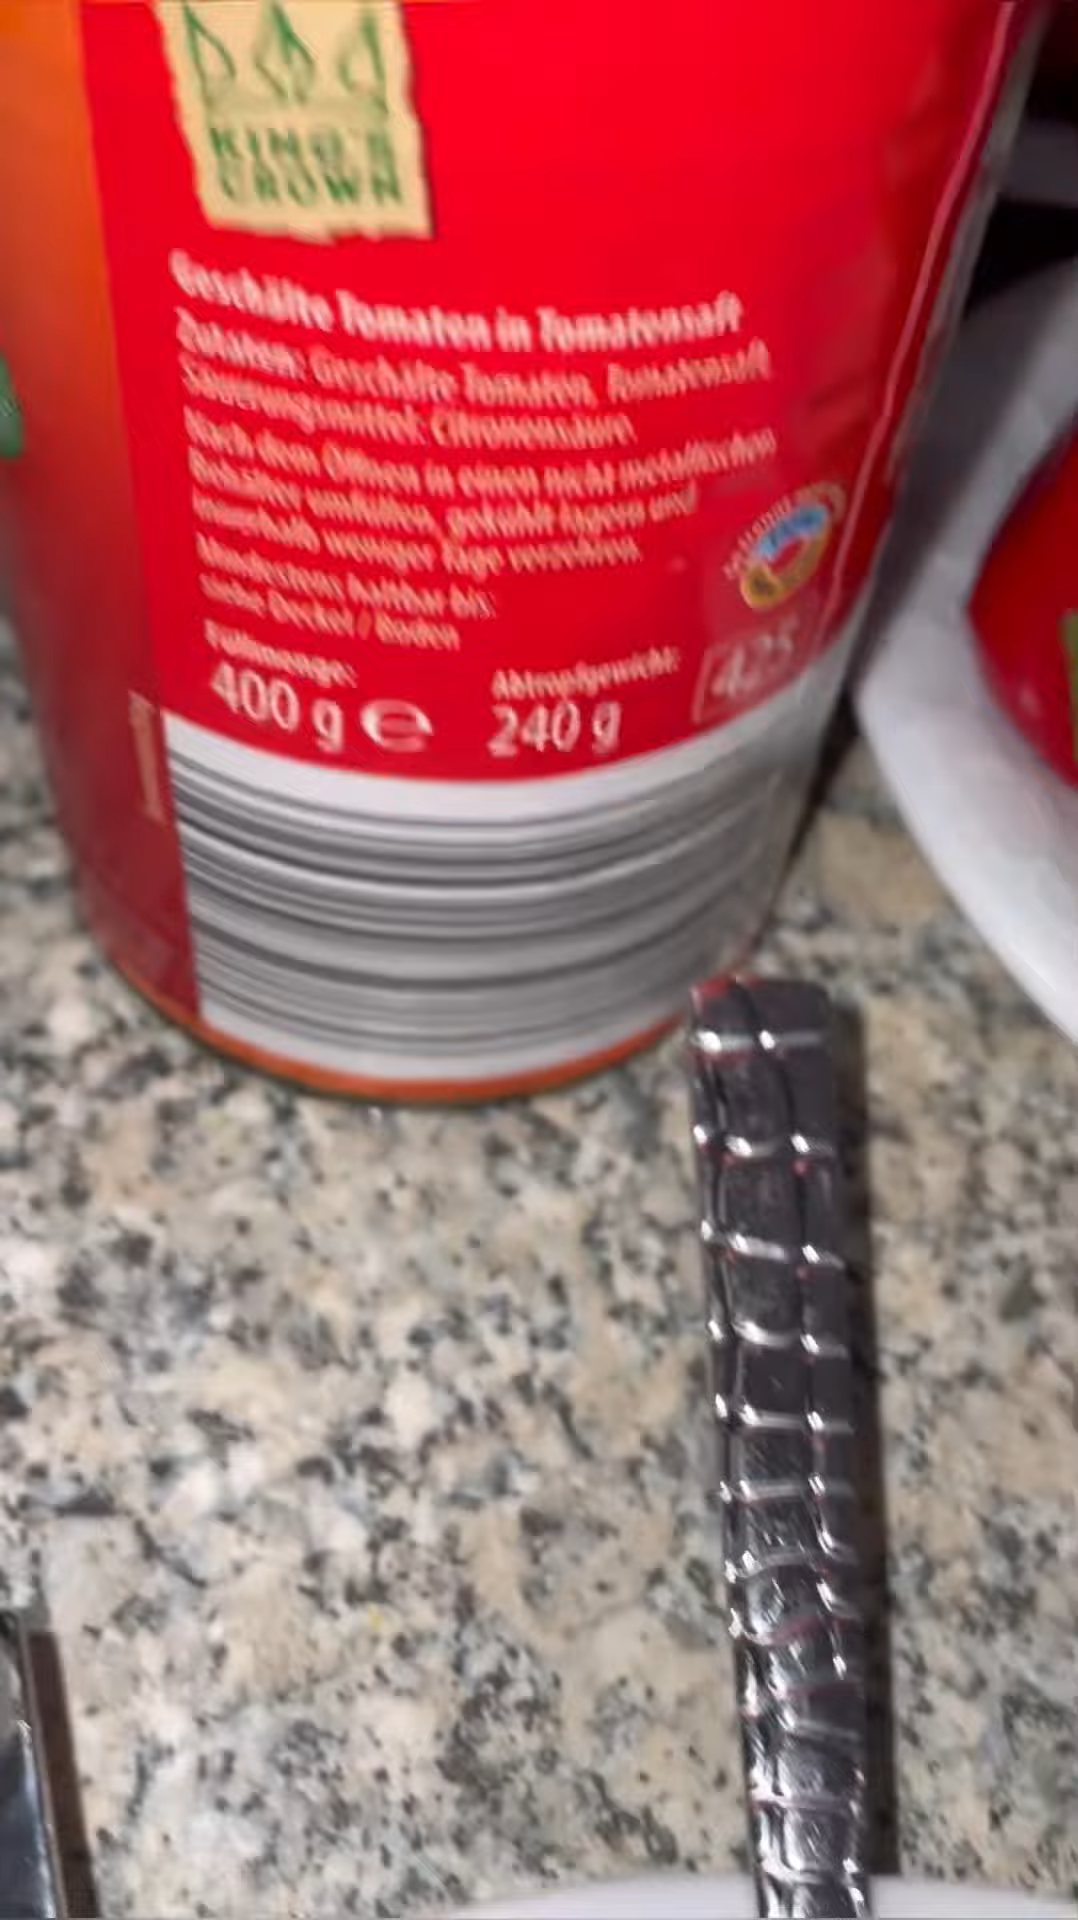 KING'S
CROWN
Geschälte Tomaten in Tomatensaft
Zutaten: Geschälte Tomaten, Tomatensaft,
Säuerungsmittel: Citronensäure.
Nach dem Öffnen in einen nicht metallischen
Behälter umfüllen, gekühlt lagern und
innerhalb weniger Tage verzehren.
Mindestens haltbar bis:
siehe Deckel / Boden
Füllmenge:
400 g e
Abtropfgewicht:
240 g
425